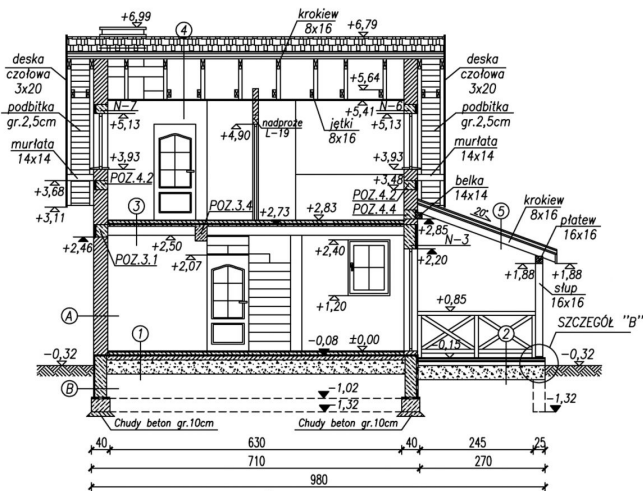 +6,99
krokiew
8x16
+6,79
4
deska
czołowa
3x20
podbitka
gr.2,5cm
murłata
14x14
deska
czołowa
3x20
podbitka
gr.2,5cm
murłata
14x14
+5,64
N-7
+5,13
nadproże
L-19
+4,90
+5,41
jętki
8x16
N-6
+5,13
+3,93
POZ.4.2
+3,93
+3,48
POZ.4.2
POZ.4.4
belka
14x14
+3,68
+3,11
krokiew
8x16
20°
5
płatew
16x16
3
POZ.3.4
+2,73
+2,83
+2,85
N-3
+2,46
POZ.3.1
+2,50
+2,07
+2,40
+2,20
+1,88
+1,88
słup
16x16
+1,20
+0,85
A
1
-0,08
±0,00
-0,15
2
SZCZEGÓŁ "B"
-0,32
-0,32
B
-1,02
-1,32
-1,32
Chudy beton gr.10cm
Chudy beton gr.10cm
40
630
40
245
25
710
270
980